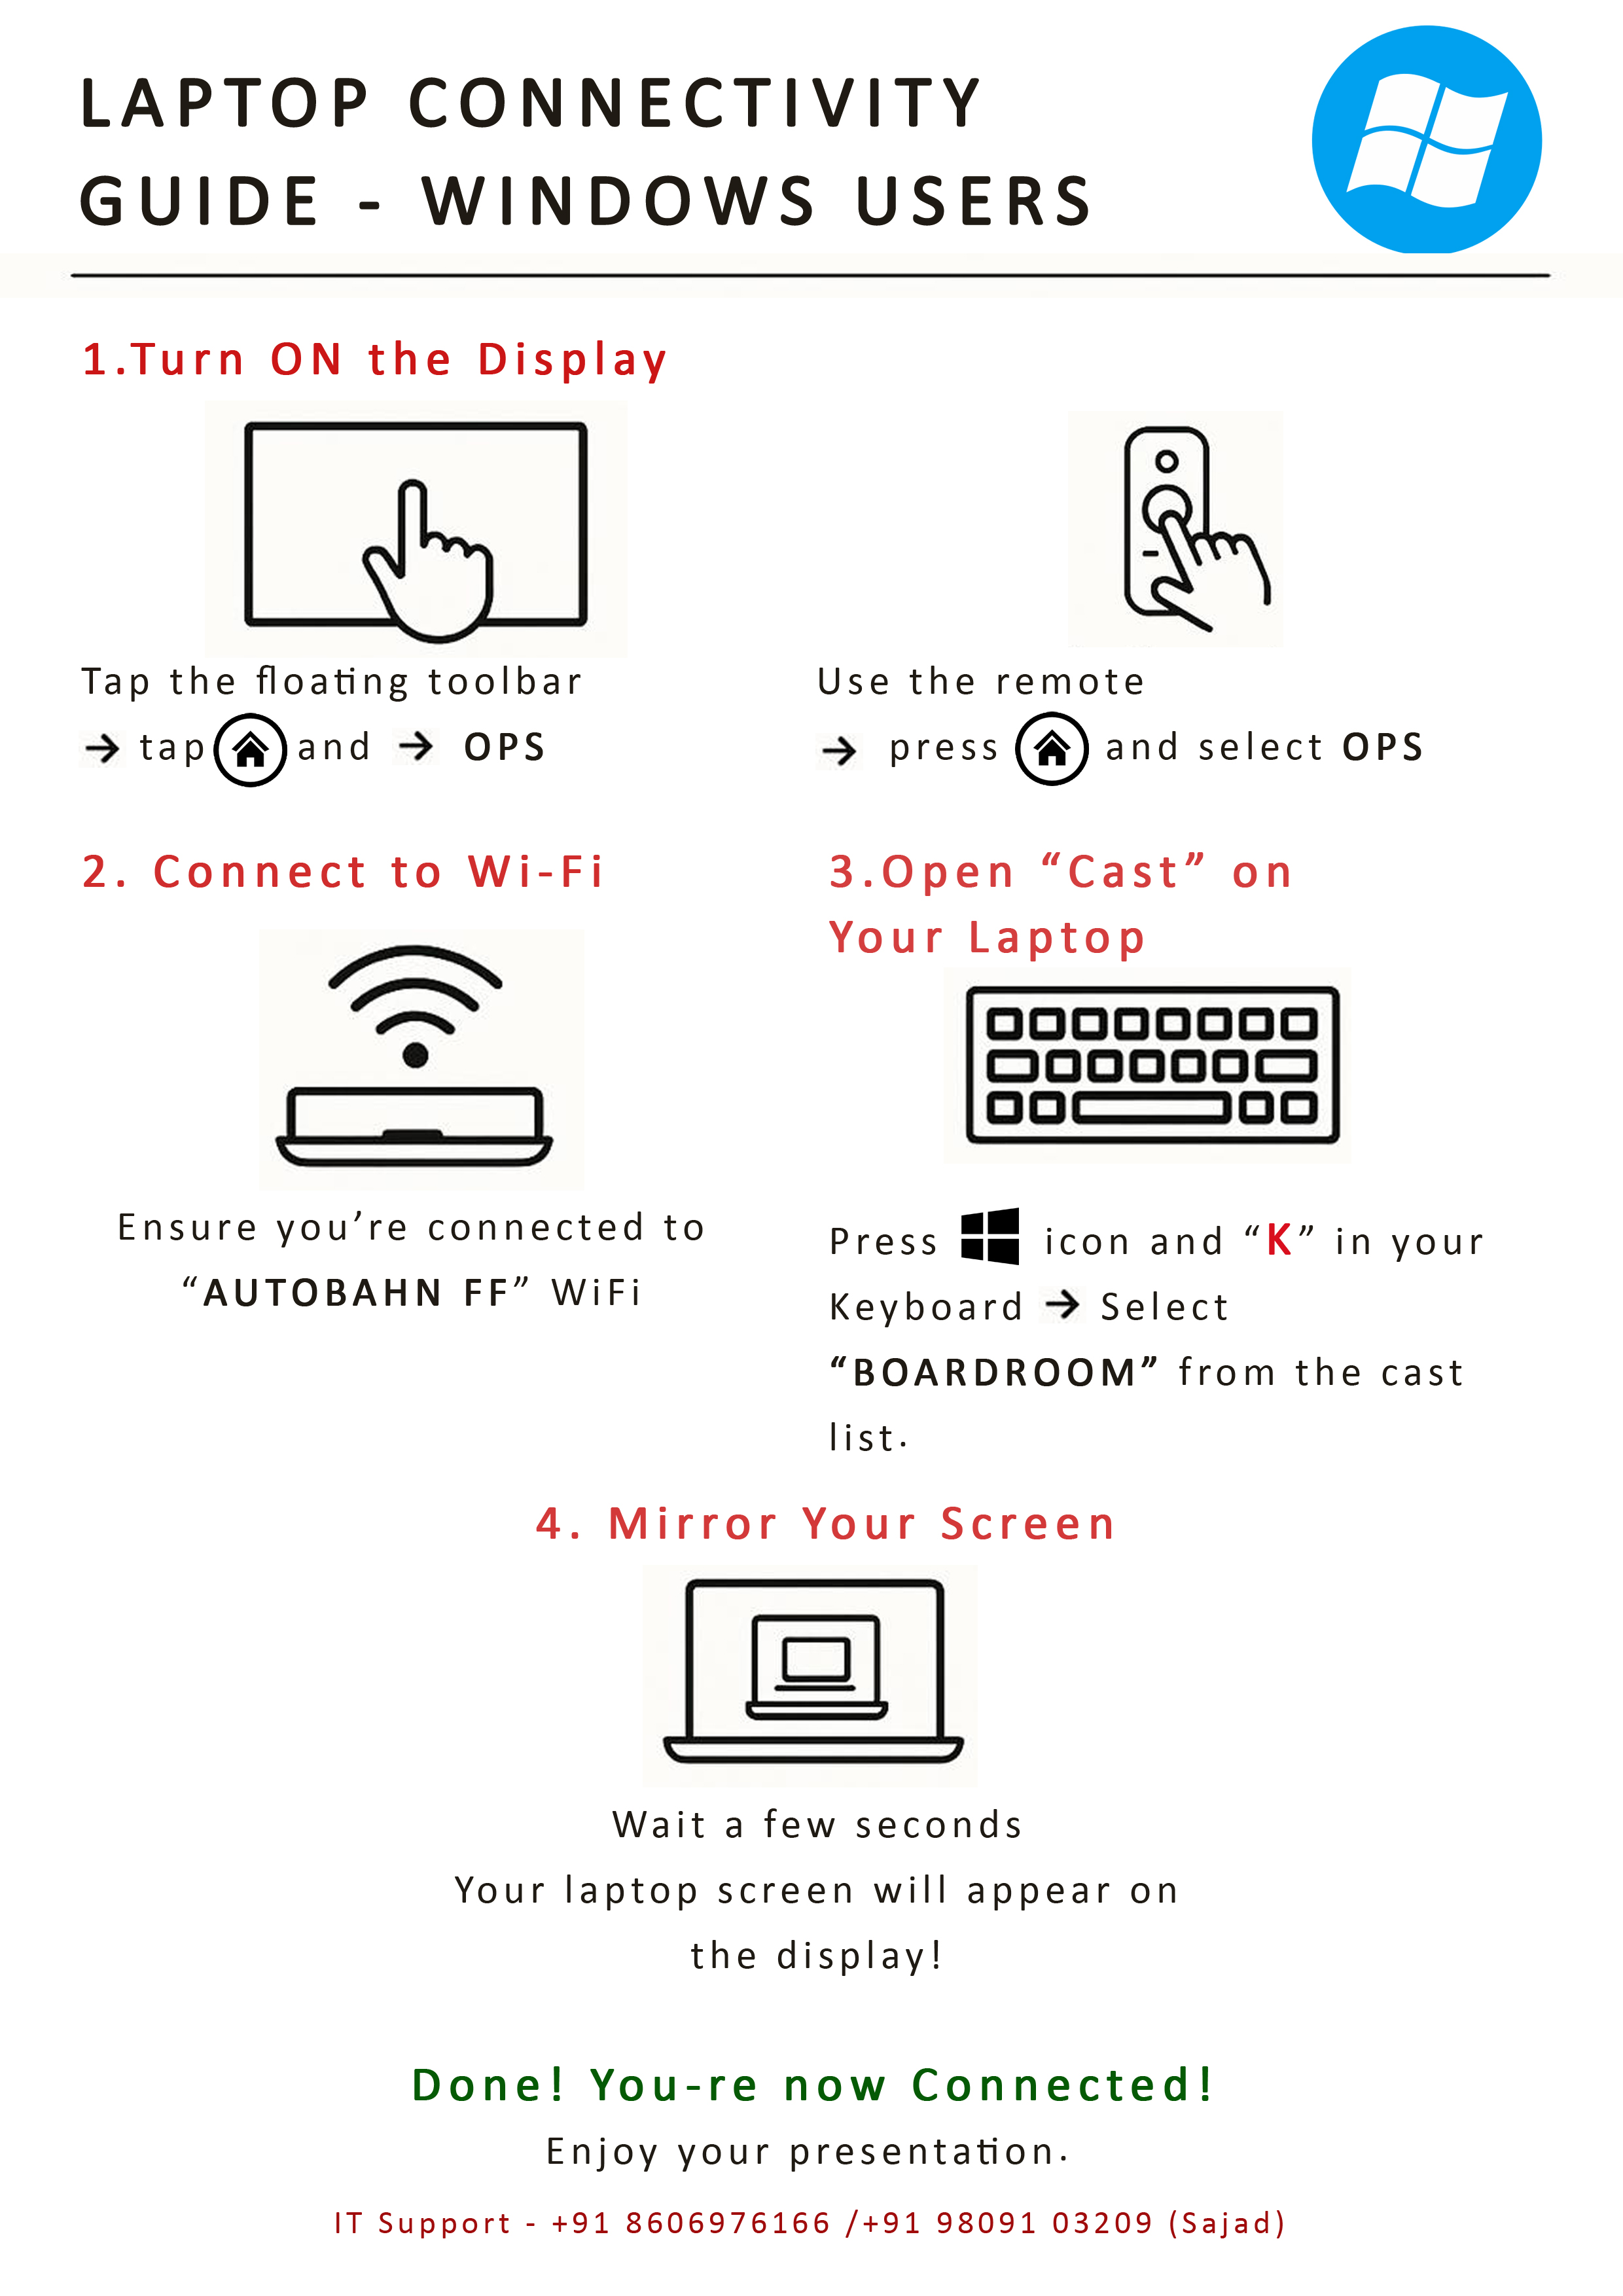 LAPTOP CONNECTIVITY
GUIDE - WINDOWS USERS
1.Turn ON the Display
Tap the floating toolbar
→ tap and → OPS
Use the remote
→ press and select OPS
2. Connect to Wi-Fi
Ensure you’re connected to
“AUTOBAHN FF” WiFi
3.Open “Cast” on
Your Laptop
Press icon and “K” in your
Keyboard → Select
“BOARDROOM” from the cast
list.
4. Mirror Your Screen
Wait a few seconds
Your laptop screen will appear on
the display!
Done! You-re now Connected!
Enjoy your presentation.
IT Support - +91 8606976166 /+91 98091 03209 (Sajad)